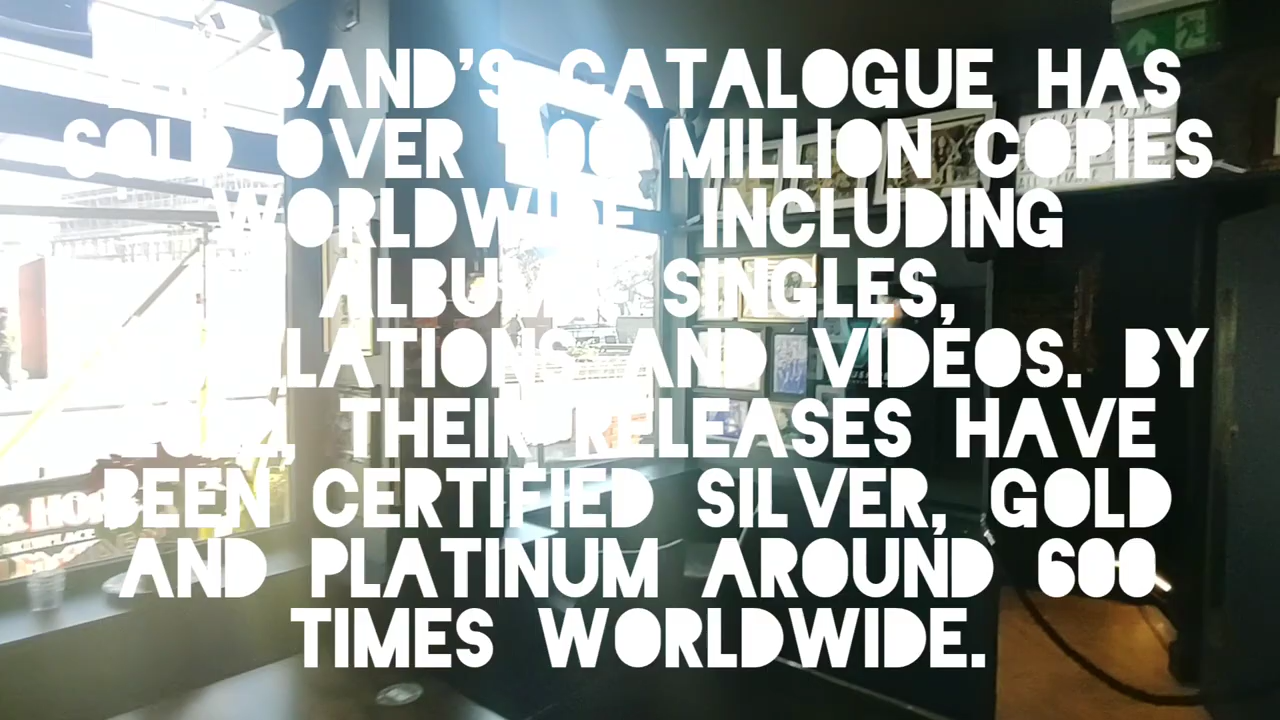 BAND'S CATALOGUE HAS
SOLD OVER MILLION COPIES
WORLDWIDE INCLUDING
ALBUMS, SINGLES,
AND VIDEOS. BY
THEIR RELEASES HAVE
BEEN CERTIFIED SILVER, GOLD
AND PLATINUM AROUND 600
TIMES WORLDWIDE.